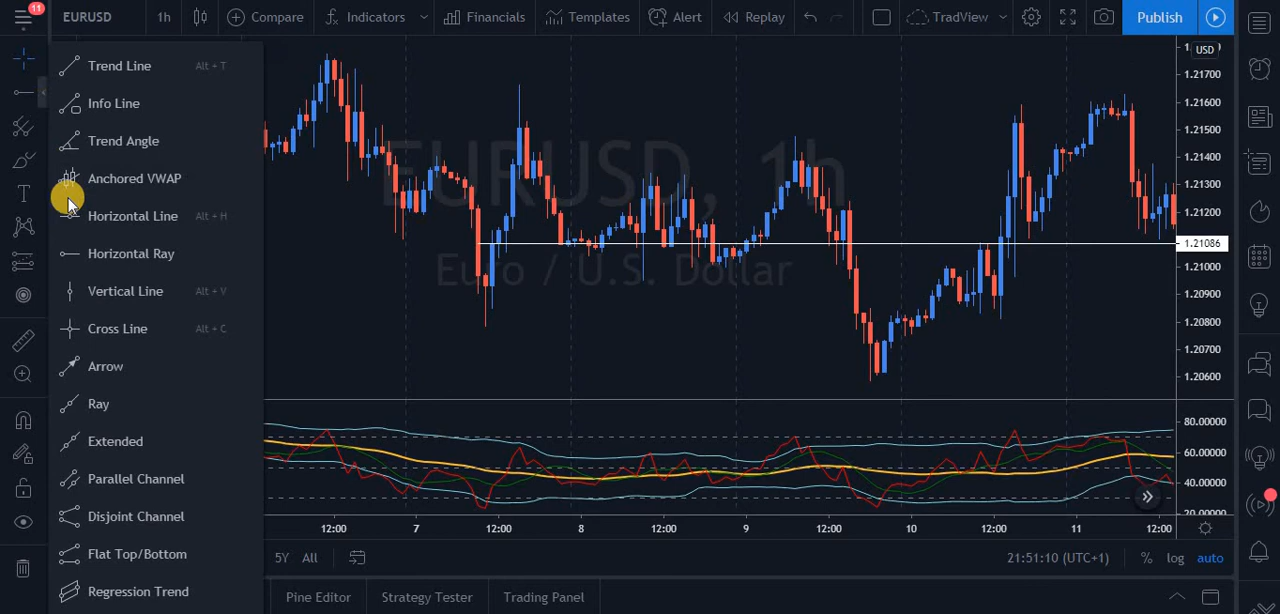 11
EURUSD
1h
Compare
Indicators
Financials
Templates
Alert
Replay
TradView
Publish
Trend Line Alt + T
Info Line
Trend Angle
Anchored VWAP
Horizontal Line Alt + H
Horizontal Ray
Vertical Line Alt + V
Cross Line Alt + C
Arrow
Ray
Extended
Parallel Channel
Disjoint Channel
Flat Top/Bottom
Regression Trend
EURUSD, 1h
Euro / U.S. Dollar
USD
1.21700
1.21600
1.21500
1.21400
1.21300
1.21200
1.21086
1.21000
1.20900
1.20800
1.20700
1.20600
80.00000
60.00000
40.00000
20.00000
12:00 7 12:00 8 12:00 9 12:00 10 12:00 11 12:00
5Y All
21:51:10 (UTC+1) % log auto
Pine Editor
Strategy Tester
Trading Panel